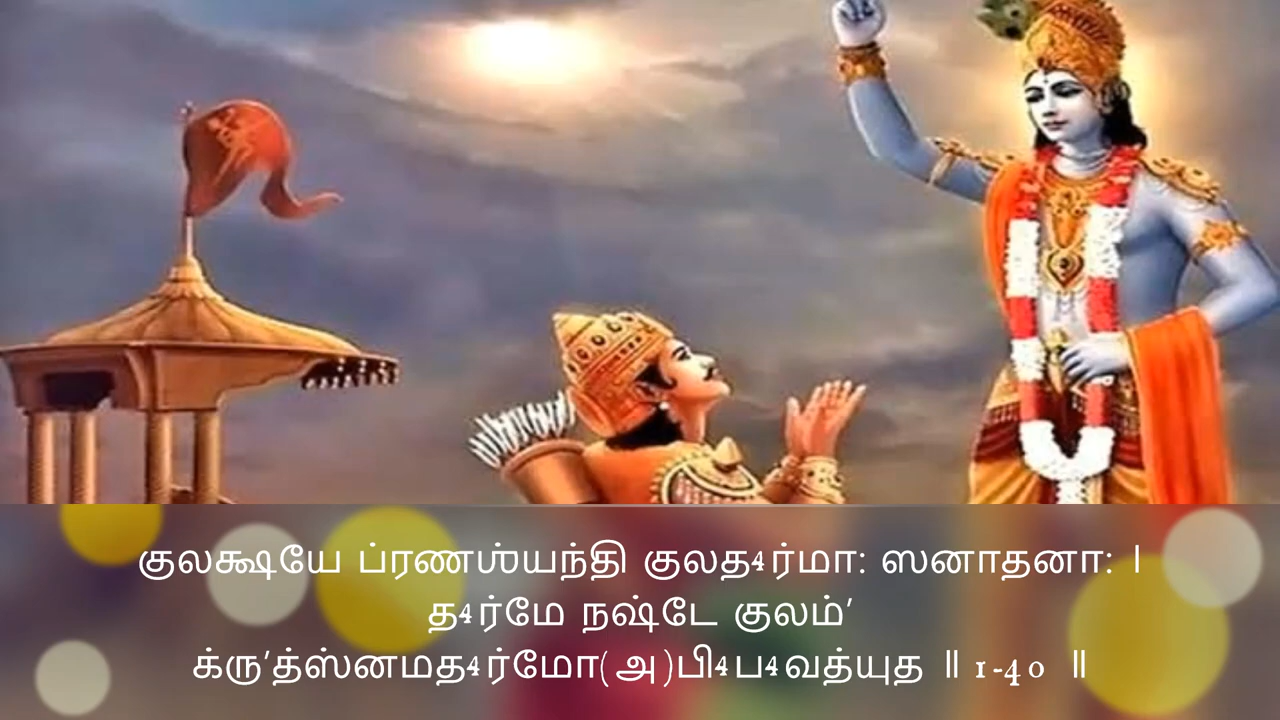 குலக்ஷயே ப்ரணஶ்யந்தி குலத4ர்மா: ஸனாதனா: ।
த4ர்மே நஷ்டே குலம்’
க்ரு’த்ஸ்னமத4ர்மோ(அ)பி4ப4வத்யுத ॥ 1-40 ॥